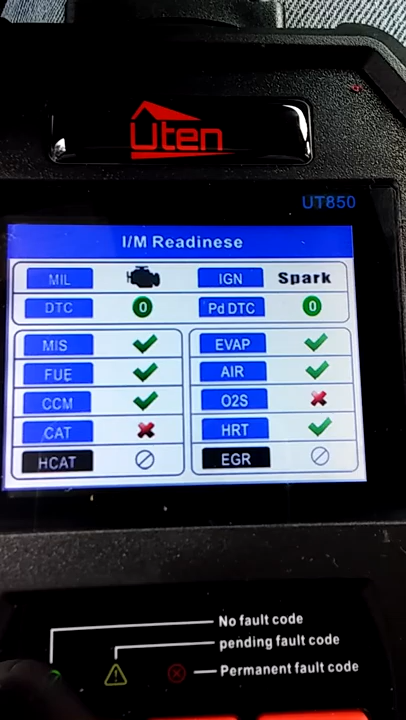 Uten
UT850
I/M Readinese
MIL IGN Spark
DTC 0 Pd DTC 0
MIS EVAP
FUE AIR
CCM O2S
CAT HRT
HCAT EGR
No fault code
pending fault code
Permanent fault code